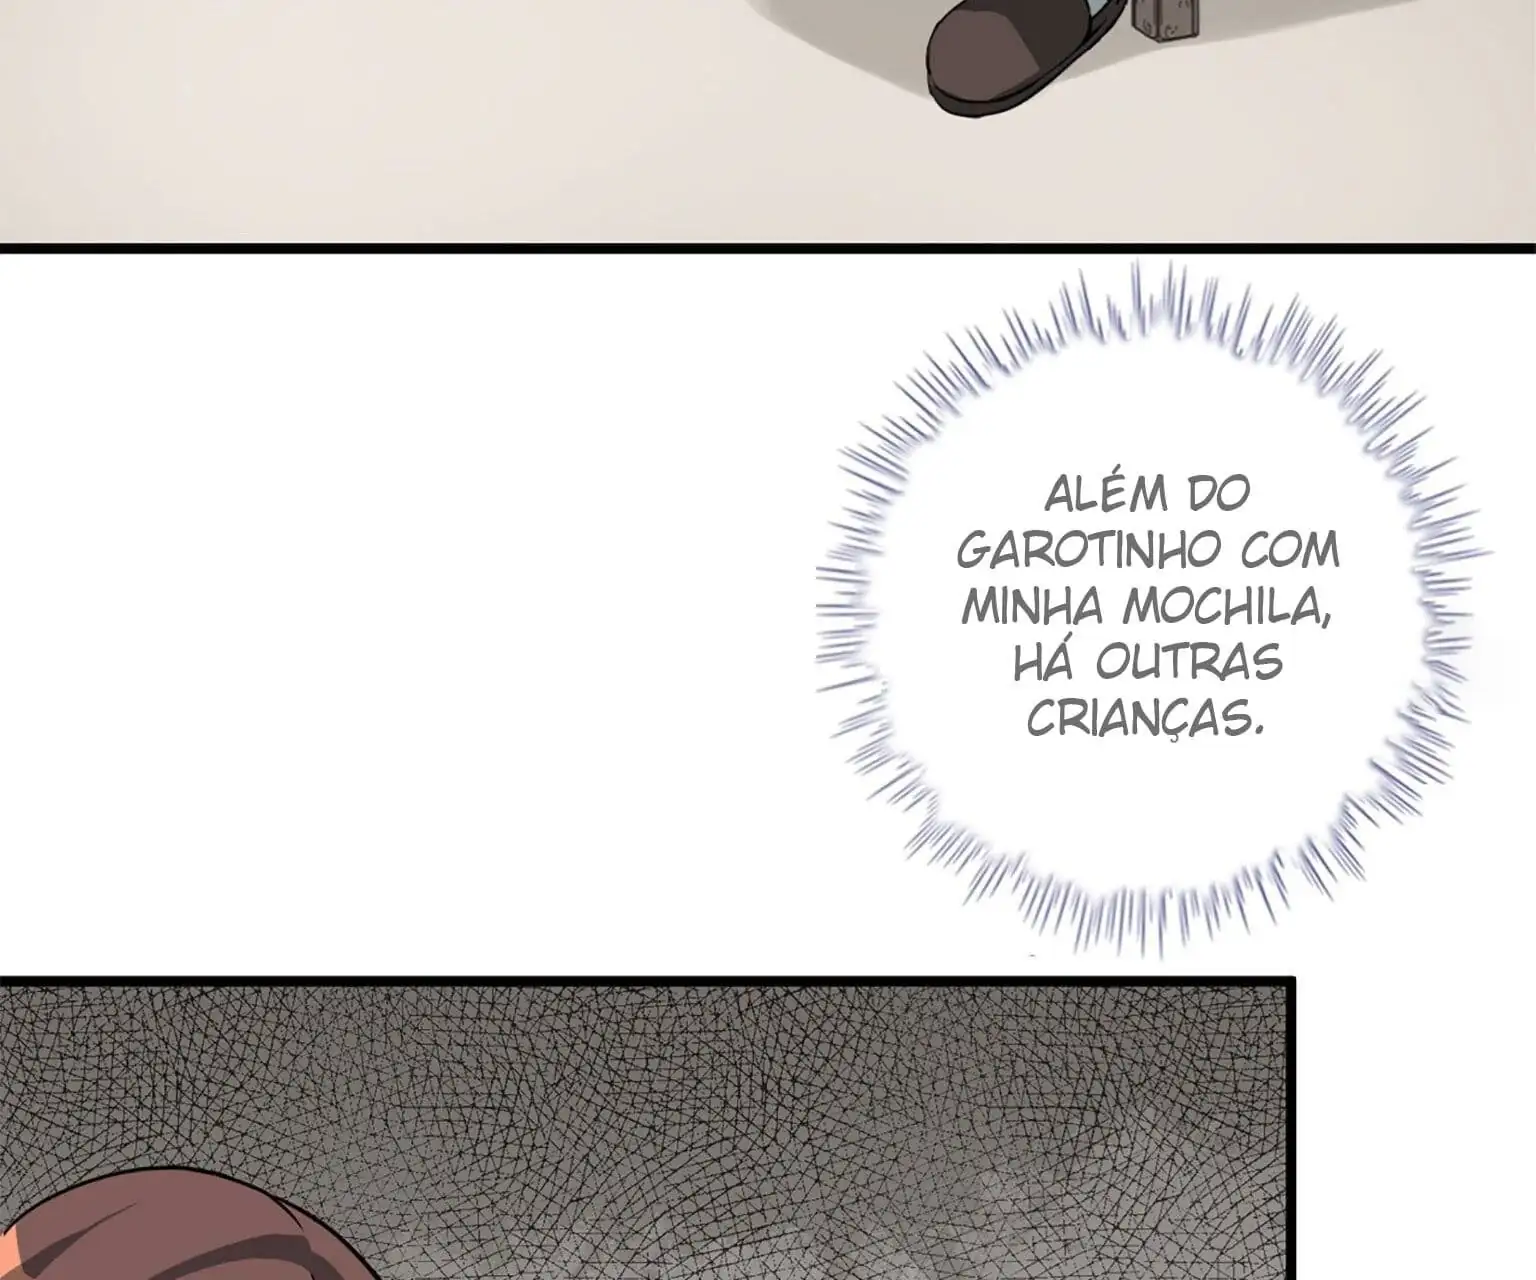 ALÉM DO
GAROTINHO COM
MINHA MOCHILA,
HÁ OUTRAS
CRIANÇAS.